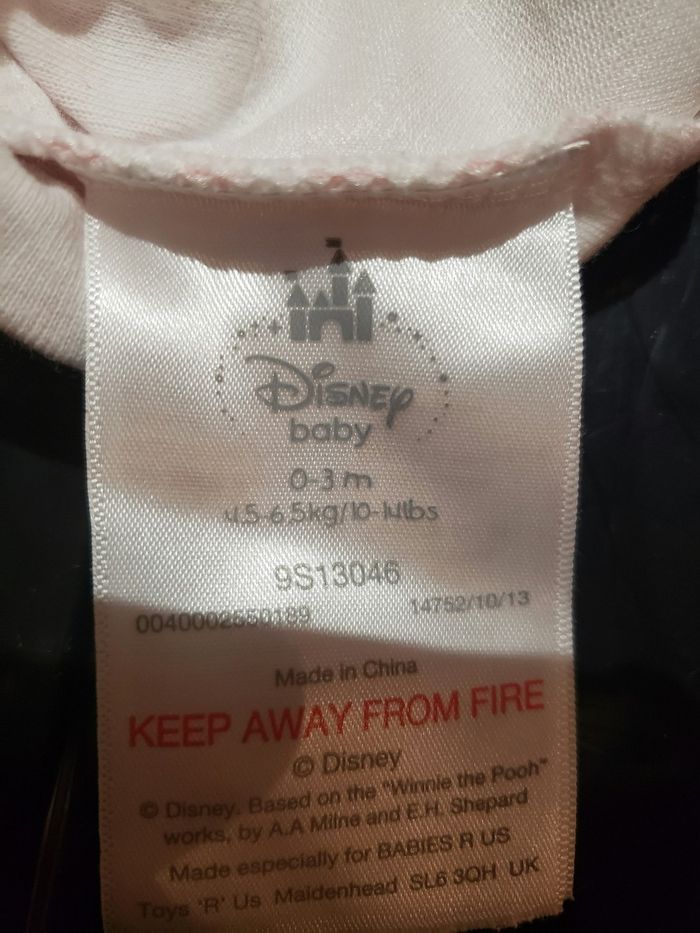 Disney
baby
0-3 m
4.5-6.5kg/10-14lbs
9S13046
0040002550189 14752/10/13
Made in China
KEEP AWAY FROM FIRE
© Disney
© Disney. Based on the "Winnie the Pooh"
works, by A.A Milne and E.H. Shepard
Made especially for BABIES R US
Toys 'R' Us Maidenhead SL6 3QH UK